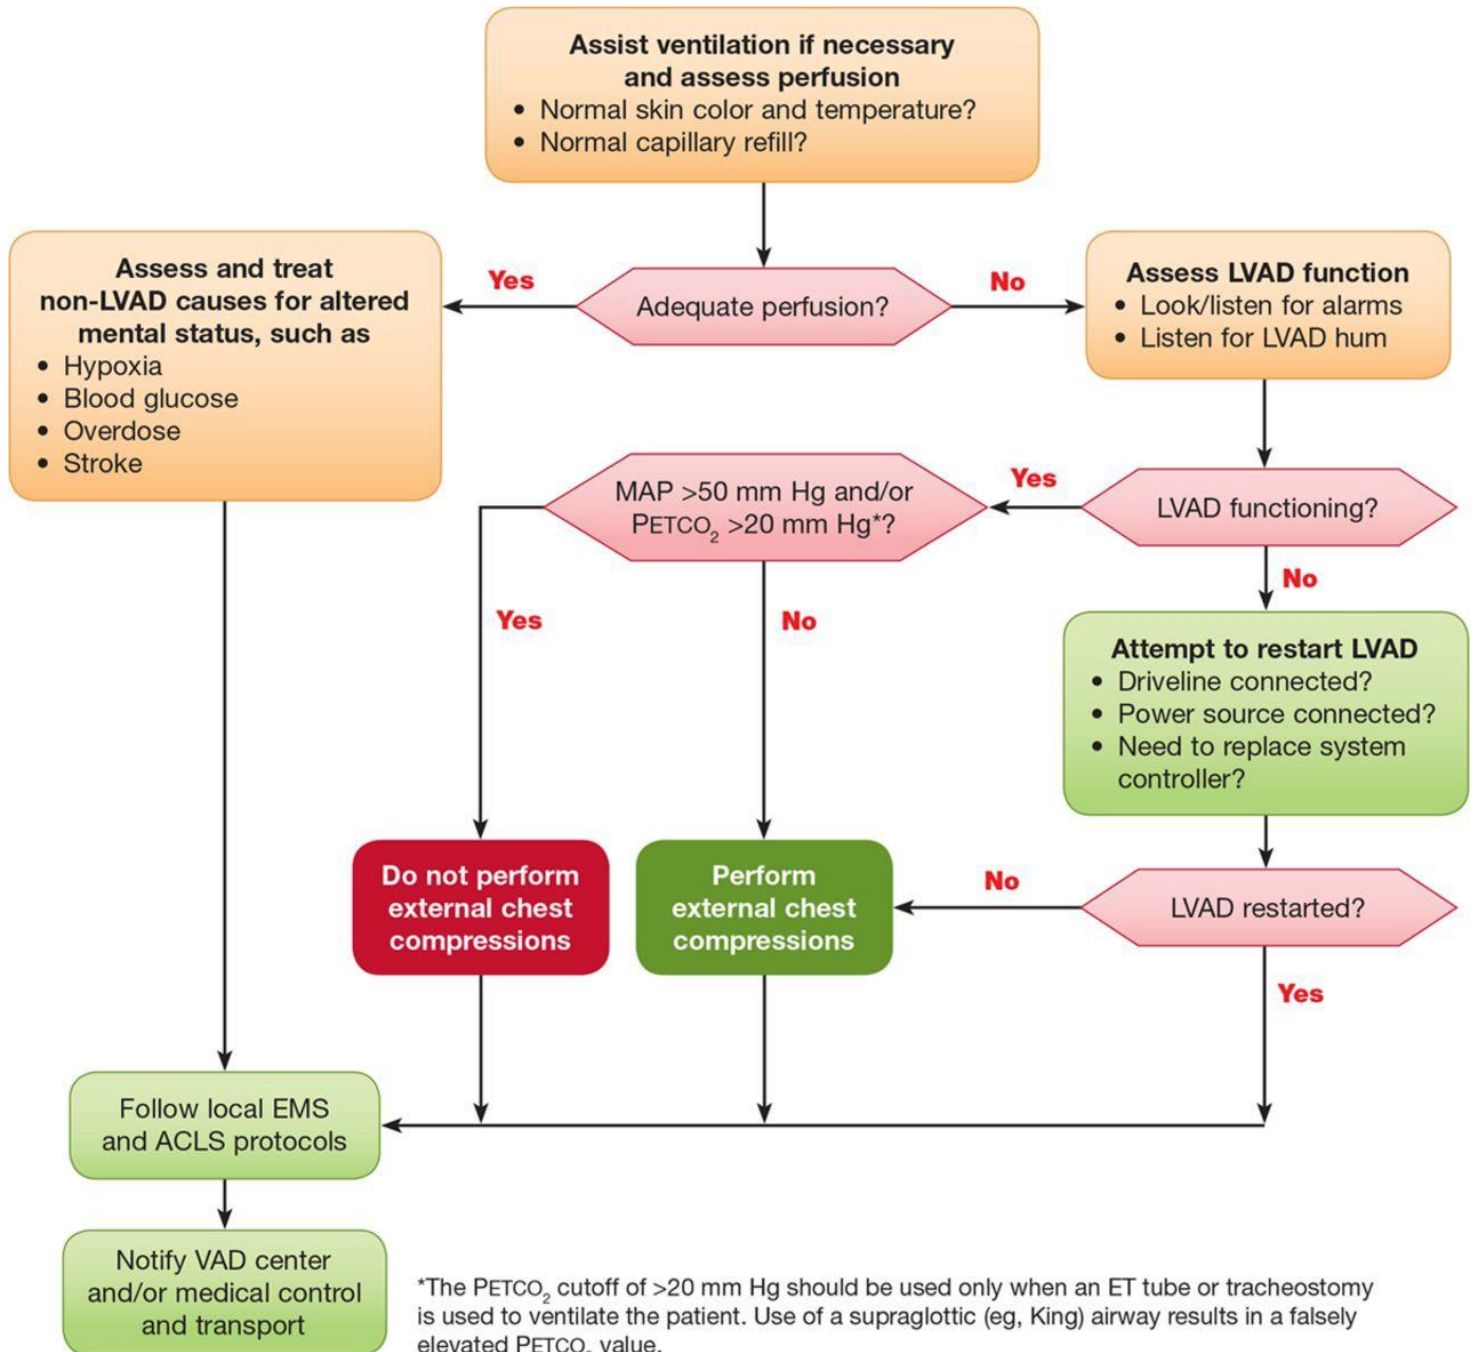 Assist ventilation if necessary
and assess perfusion
• Normal skin color and temperature?
• Normal capillary refill?
Adequate perfusion?
Yes
No
Assess and treat
non-LVAD causes for altered
mental status, such as
• Hypoxia
• Blood glucose
• Overdose
• Stroke
Assess LVAD function
• Look/listen for alarms
• Listen for LVAD hum
LVAD functioning?
Yes
No
MAP >50 mm Hg and/or
PETCO₂ >20 mm Hg*?
Yes
No
Attempt to restart LVAD
• Driveline connected?
• Power source connected?
• Need to replace system
controller?
LVAD restarted?
No
Yes
Do not perform
external chest
compressions
Perform
external chest
compressions
Follow local EMS
and ACLS protocols
Notify VAD center
and/or medical control
and transport
*The PETCO₂ cutoff of >20 mm Hg should be used only when an ET tube or tracheostomy
is used to ventilate the patient. Use of a supraglottic (eg, King) airway results in a falsely
elevated PETCO₂ value.